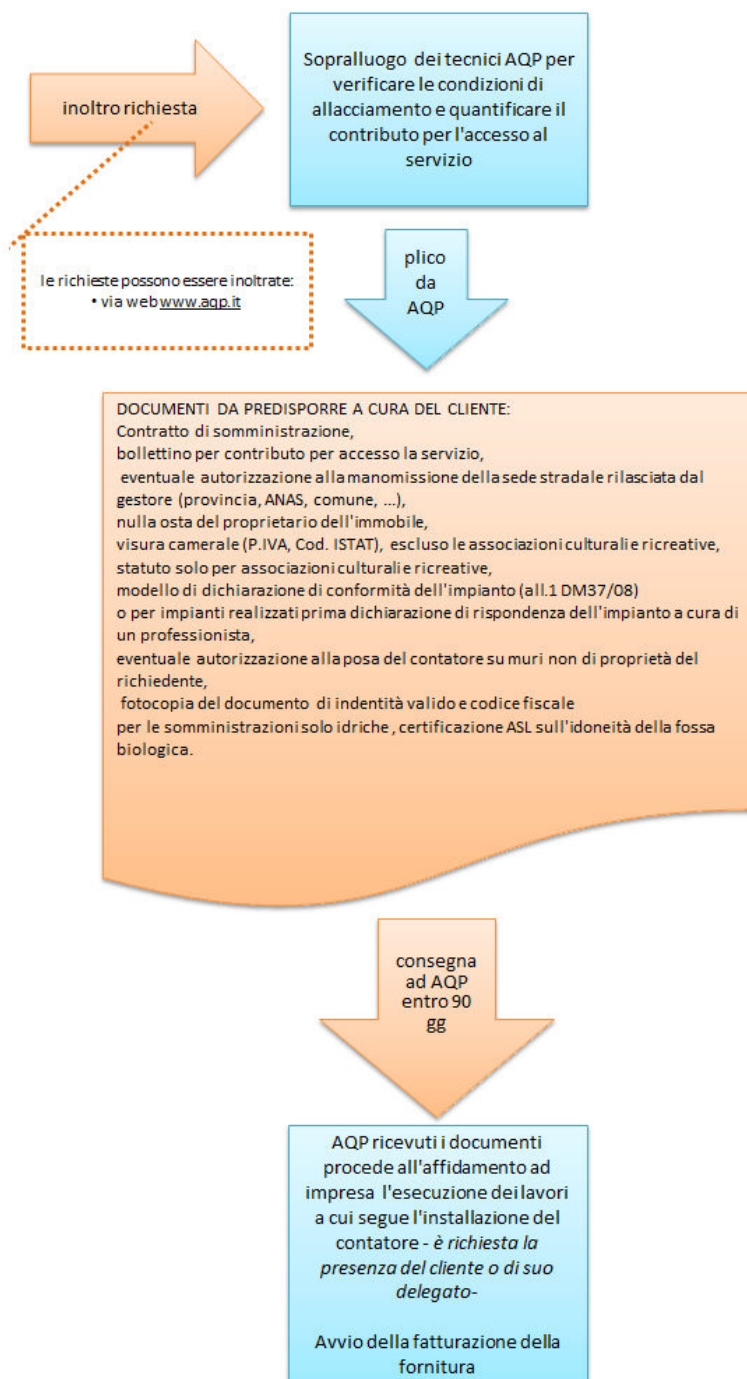 inoltro richiesta
Sopralluogo dei tecnici AQP per
verificare le condizioni di
allacciamento e quantificare il
contributo per l'accesso al
servizio
le richieste possono essere inoltrate:
• via web www.aqp.it
plico
da
AQP
DOCUMENTI DA PREDISPORRE A CURA DEL CLIENTE:
Contratto di somministrazione,
bollettino per contributo per accesso la servizio,
eventuale autorizzazione alla manomissione della sede stradale rilasciata dal
gestore (provincia, ANAS, comune, ...),
nulla osta del proprietario dell'immobile,
visura camerale (P.IVA, Cod. ISTAT), escluso le associazioni culturali e ricreative,
statuto solo per associazioni culturali e ricreative,
modello di dichiarazione di conformità dell'impianto (all.1 DM37/08)
o per impianti realizzati prima dichiarazione di rispondenza dell'impianto a cura di
un professionista,
eventuale autorizzazione alla posa del contatore su muri non di proprietà del
richiedente,
fotocopia del documento di indentità valido e codice fiscale
per le somministrazioni solo idriche, certificazione ASL sull'idoneità della fossa
biologica.
consegna
ad AQP
entro 90
gg
AQP ricevuti i documenti
procede all'affidamento ad
impresa l'esecuzione dei lavori
a cui segue l'installazione del
contatore - è richiesta la
presenza del cliente o di suo
delegato-
Avvio della fatturazione della
fornitura